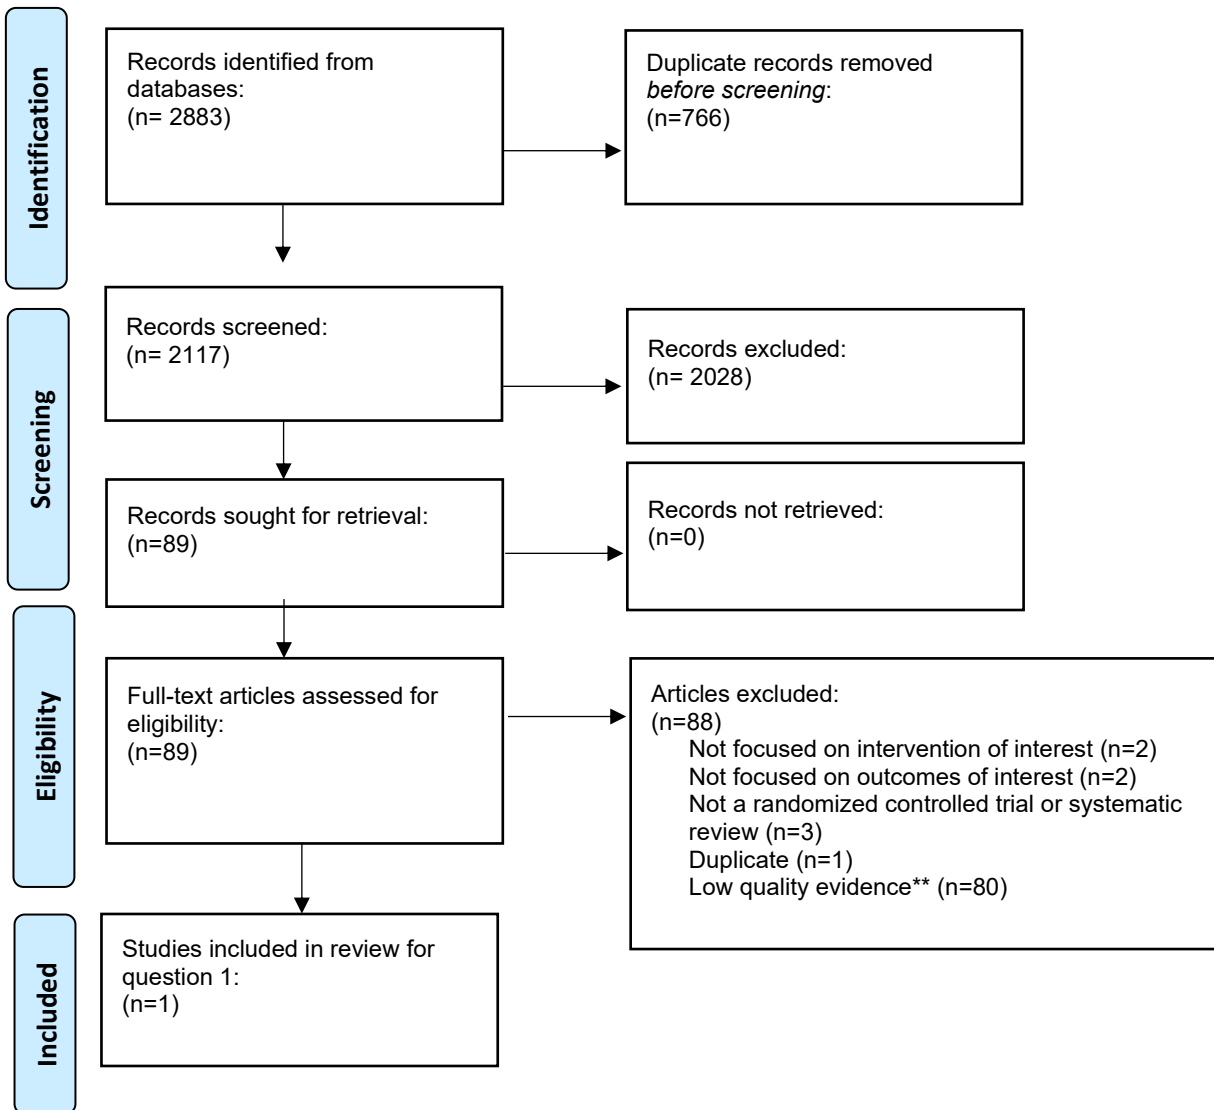 Identification
Records identified from
databases:
(n= 2883)
Duplicate records removed
before screening:
(n=766)
Screening
Records screened:
(n= 2117)
Records excluded:
(n= 2028)
Records sought for retrieval:
(n=89)
Records not retrieved:
(n=0)
Eligibility
Full-text articles assessed for
eligibility:
(n=89)
Articles excluded:
(n=88)
Not focused on intervention of interest (n=2)
Not focused on outcomes of interest (n=2)
Not a randomized controlled trial or systematic
review (n=3)
Duplicate (n=1)
Low quality evidence** (n=80)
Included
Studies included in review for
question 1:
(n=1)